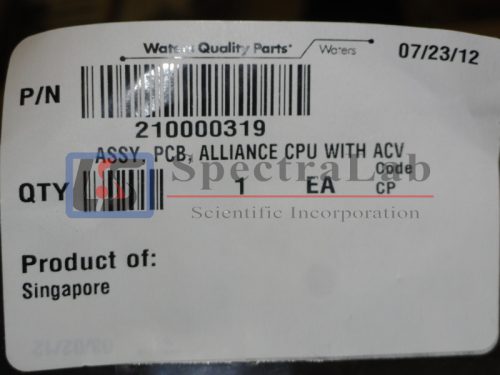 Waters Quality Parts Waters 07/23/12
P/N
210000319
ASSY, PCB, ALLIANCE CPU WITH ACV
QTY 1 EA Code
CP
SpectraLab
Scientific Incorporation
Product of:
Singapore